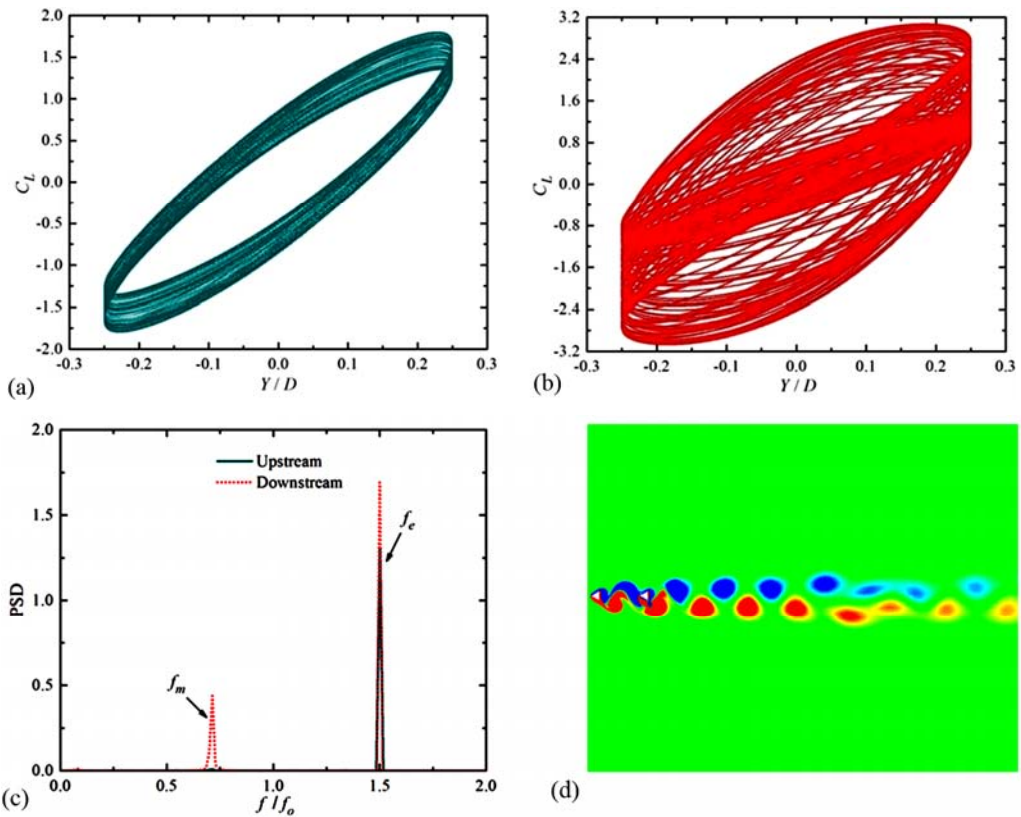 2.0
1.5
1.0
0.5
0.0
-0.5
-1.0
-1.5
-2.0
C_L
-0.3 -0.2 -0.1 0.0 0.1 0.2 0.3
Y / D
(a)
3.2
2.4
1.6
0.8
0.0
-0.8
-1.6
-2.4
-3.2
C_L
-0.3 -0.2 -0.1 0.0 0.1 0.2 0.3
Y / D
(b)
2.0
1.5
1.0
0.5
0.0
PSD
Upstream
Downstream
f_e
f_m
0.0 0.5 1.0 1.5 2.0
f / f_o
(c)
(d)